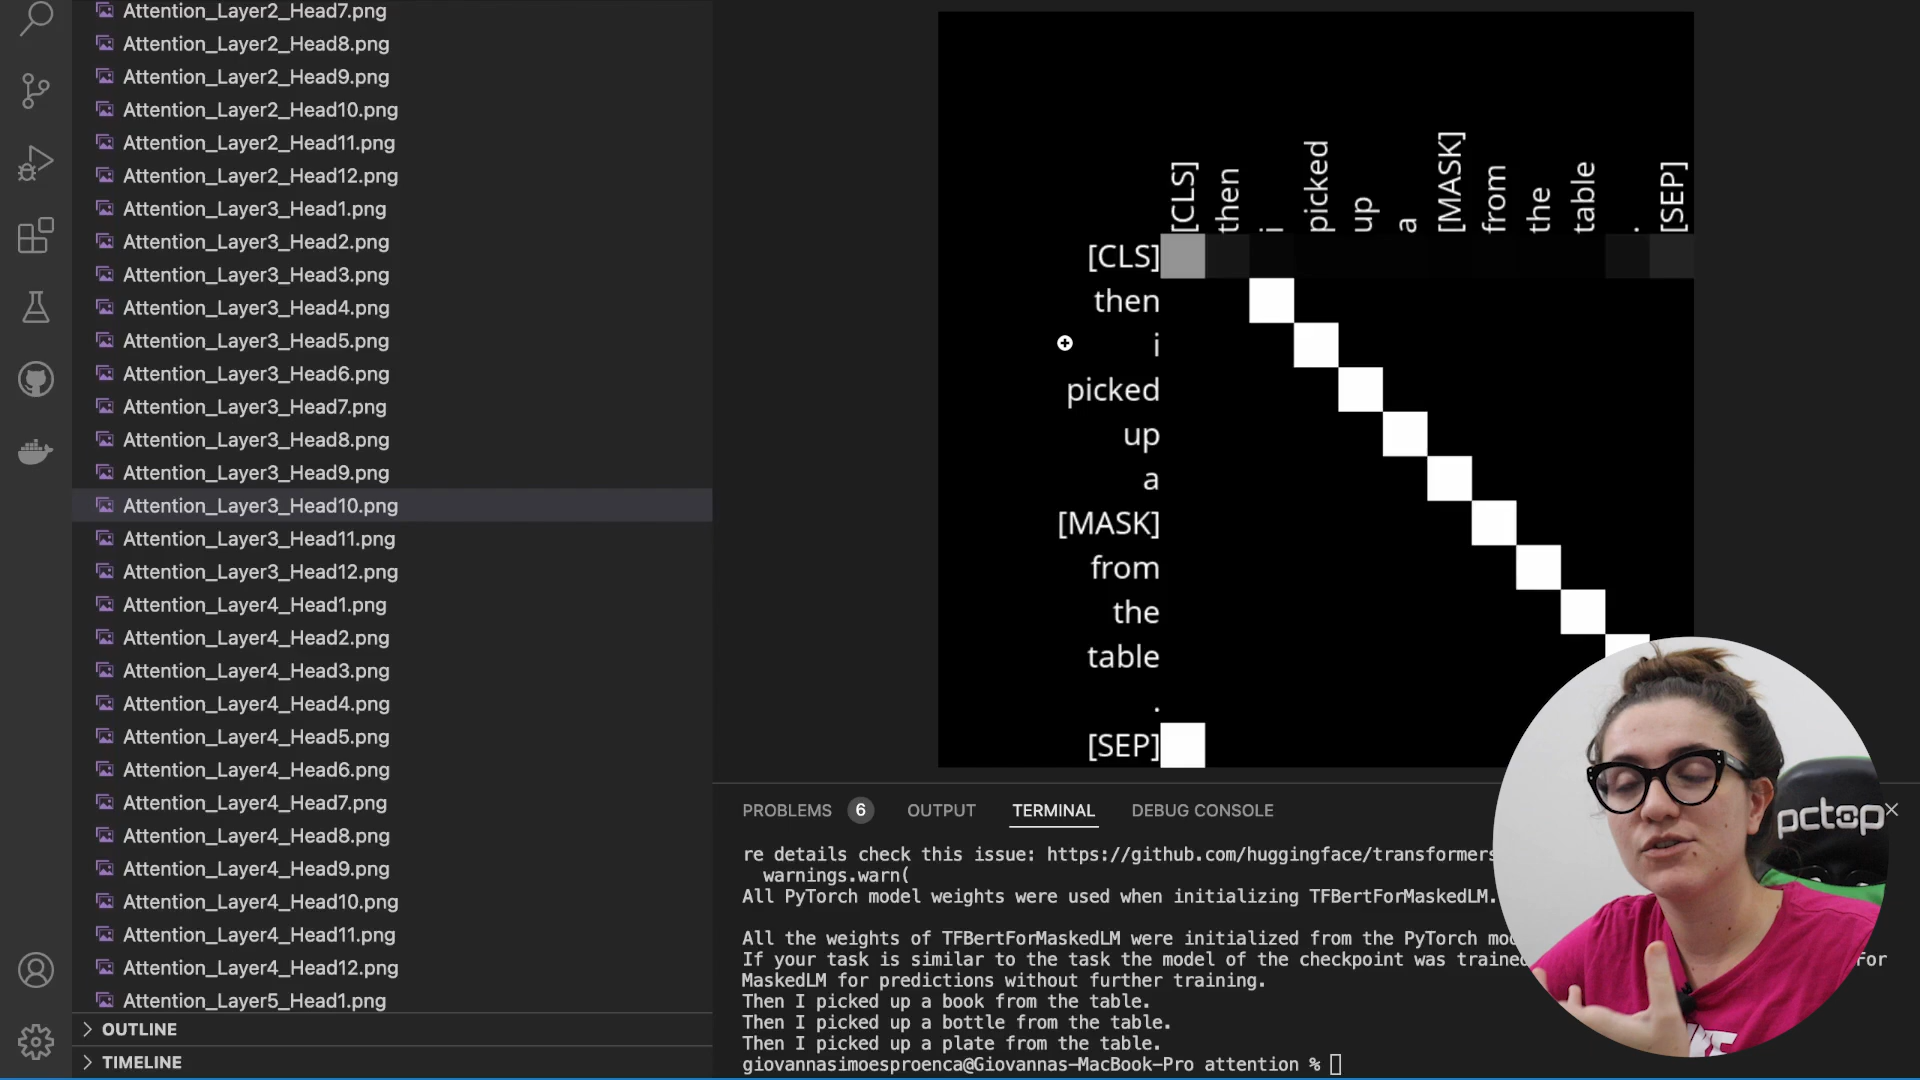 Attention_Layer2_Head7.png
Attention_Layer2_Head8.png
Attention_Layer2_Head9.png
Attention_Layer2_Head10.png
Attention_Layer2_Head11.png
Attention_Layer2_Head12.png
Attention_Layer3_Head1.png
Attention_Layer3_Head2.png
Attention_Layer3_Head3.png
Attention_Layer3_Head4.png
Attention_Layer3_Head5.png
Attention_Layer3_Head6.png
Attention_Layer3_Head7.png
Attention_Layer3_Head8.png
Attention_Layer3_Head9.png
Attention_Layer3_Head10.png
Attention_Layer3_Head11.png
Attention_Layer3_Head12.png
Attention_Layer4_Head1.png
Attention_Layer4_Head2.png
Attention_Layer4_Head3.png
Attention_Layer4_Head4.png
Attention_Layer4_Head5.png
Attention_Layer4_Head6.png
Attention_Layer4_Head7.png
Attention_Layer4_Head8.png
Attention_Layer4_Head9.png
Attention_Layer4_Head10.png
Attention_Layer4_Head11.png
Attention_Layer4_Head12.png
Attention_Layer5_Head1.png
OUTLINE
TIMELINE
[CLS] then i picked up a [MASK] from the table . [SEP]
[CLS]
then
i
picked
up
a
[MASK]
from
the
table
.
[SEP]
PROBLEMS 6 OUTPUT TERMINAL DEBUG CONSOLE
re details check this issue: https://github.com/huggingface/transformers
warnings.warn(
All PyTorch model weights were used when initializing TFBertForMaskedLM.
All the weights of TFBertForMaskedLM were initialized from the PyTorch
If your task is similar to the task the model of the checkpoint was For
MaskedLM for predictions without further training.
Then I picked up a book from the table.
Then I picked up a bottle from the table.
Then I picked up a plate from the table.
giovannasimoesproenca@Giovannas-MacBook-Pro attention %
pctop